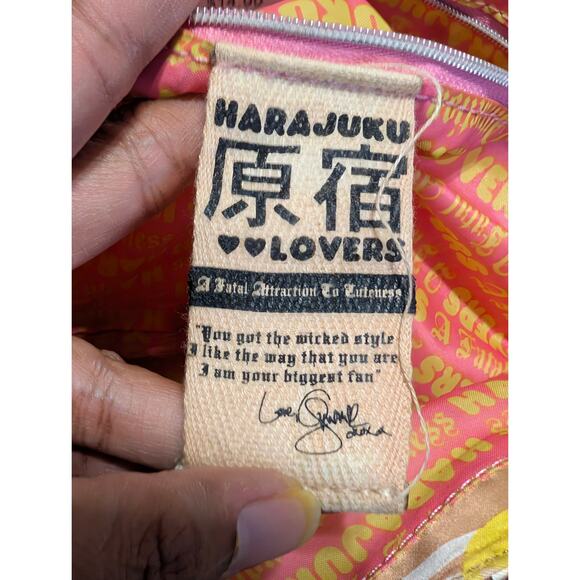 HARAJUKU
原宿
♥♥LOVERS
A Fatal Attraction To Cuteness
"You got the wicked style
I like the way that you are
I am your biggest fan"
Love,